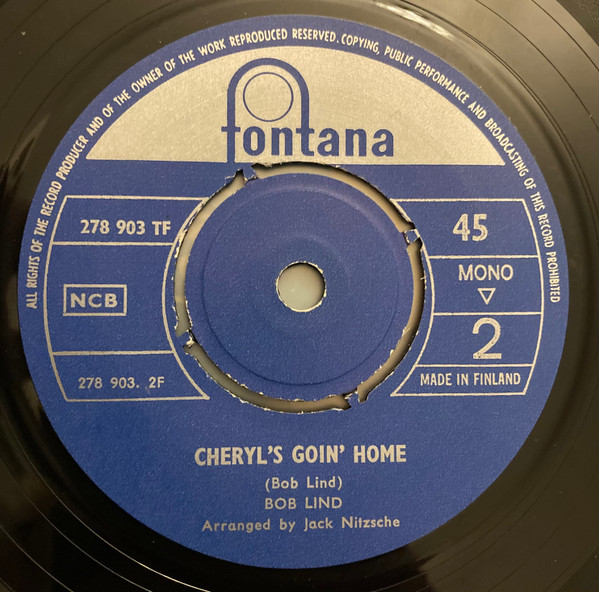 ALL RIGHTS OF THE RECORD PRODUCER AND OF THE OWNER OF THE WORK REPRODUCED RESERVED. COPYING, PUBLIC PERFORMANCE AND BROADCASTING OF THIS RECORD PROHIBITED
fontana
278 903 TF
45
NCB
MONO
2
278 903. 2F
MADE IN FINLAND
CHERYL'S GOIN' HOME
(Bob Lind)
BOB LIND
Arranged by Jack Nitzsche